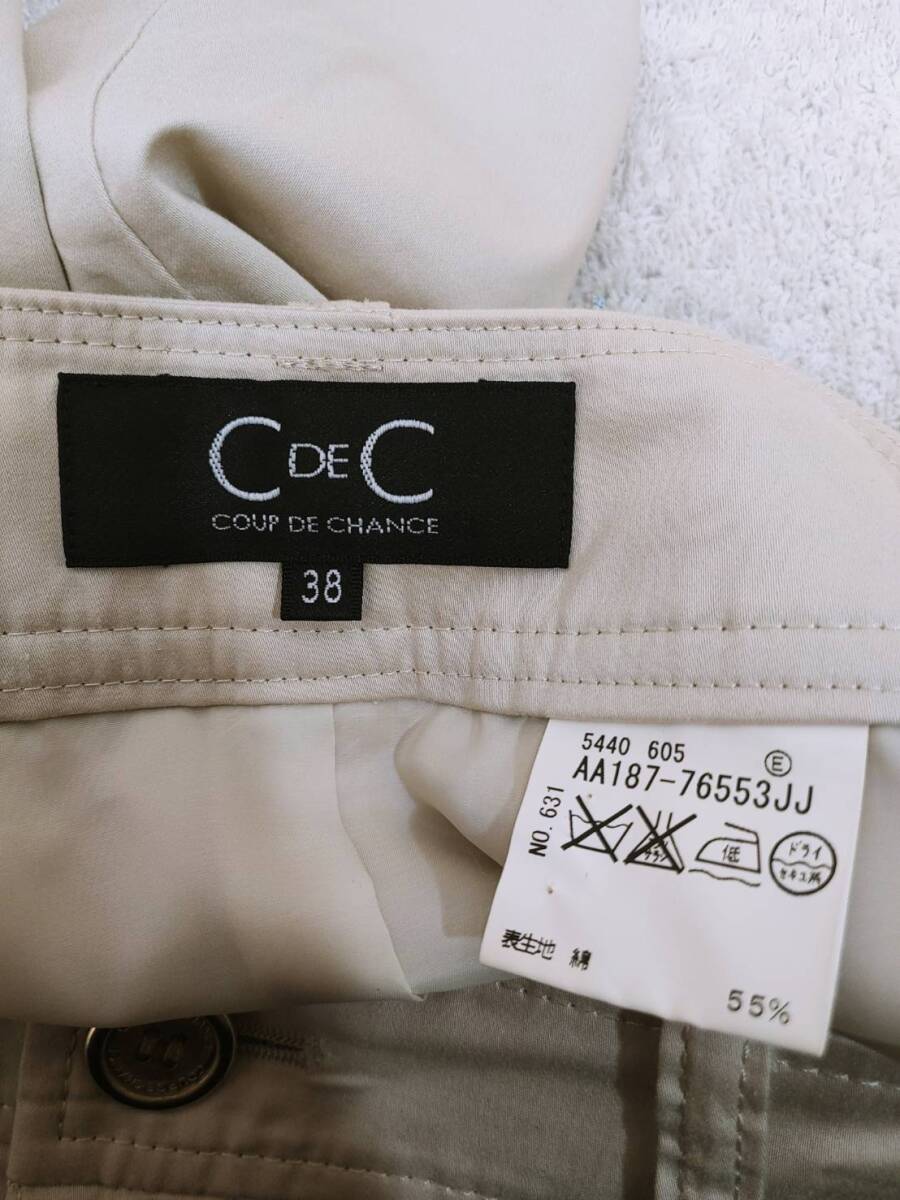 C DE C
COUP DE CHANCE
38
5440 605
Ⓔ
AA187-76553JJ
NO.631
低
ドライ
セキユ系
表生地 綿
55%